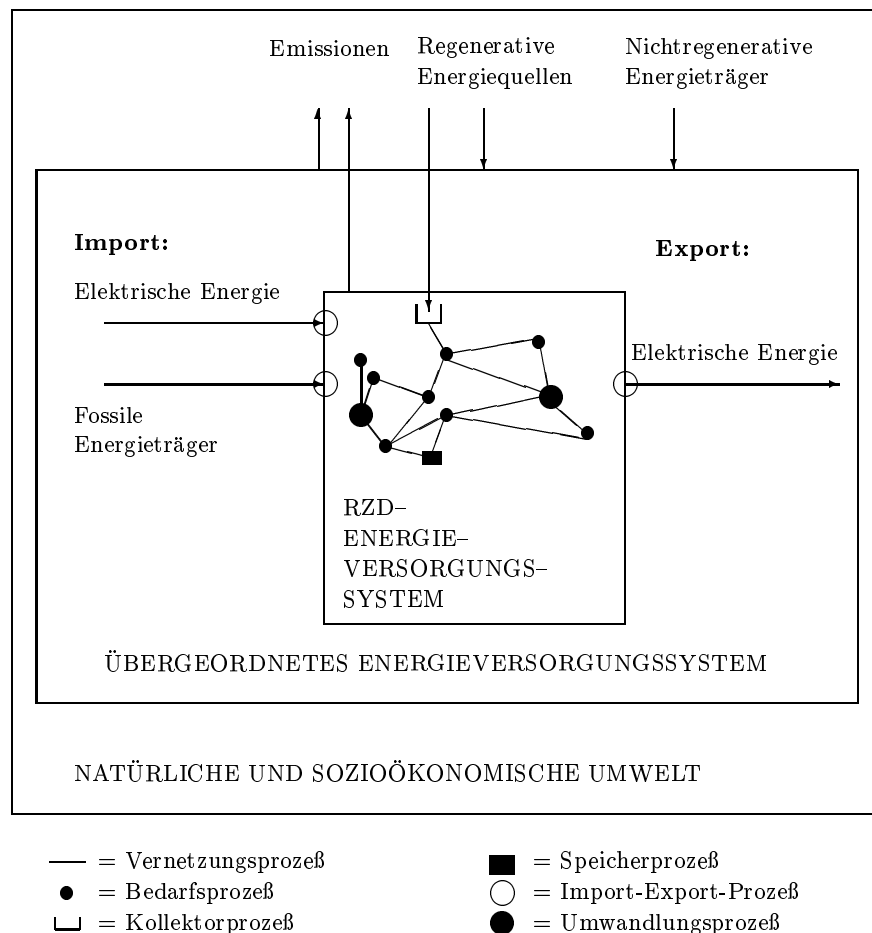 Emissionen
Regenerative
Energiequellen
Nichtregenerative
Energieträger
Import:
Export:
Elektrische Energie
Elektrische Energie
Fossile
Energieträger
RZD–
ENERGIE–
VERSORGUNGS–
SYSTEM
ÜBERGEORDNETES ENERGIEVERSORGUNGSSYSTEM
NATÜRLICHE UND SOZIOÖKONOMISCHE UMWELT
= Vernetzungsprozeß
= Bedarfsprozeß
= Kollektorprozeß
= Speicherprozeß
= Import-Export-Prozeß
= Umwandlungsprozeß